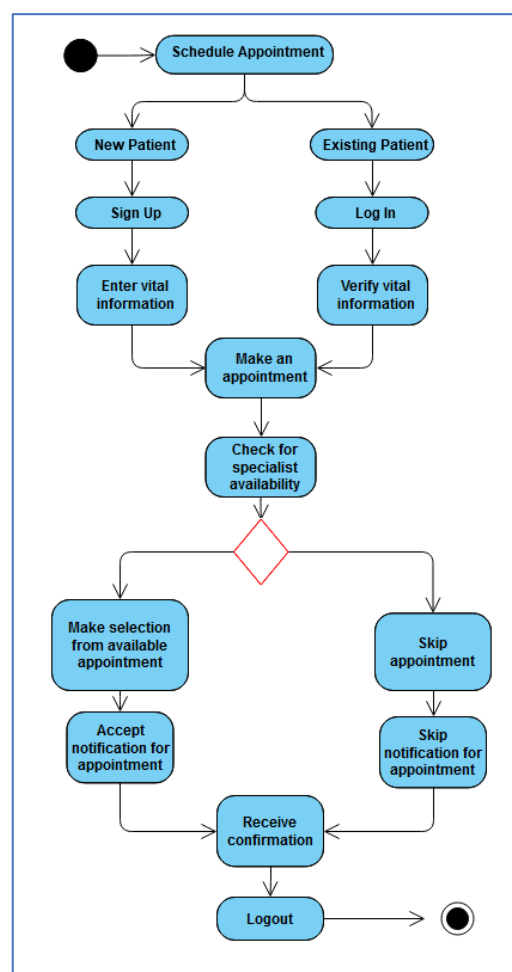 Schedule Appointment
New Patient
Existing Patient
Sign Up
Log In
Enter vital
information
Verify vital
information
Make an
appointment
Check for
specialist
availability
Make selection
from available
appointment
Skip
appointment
Accept
notification for
appointment
Skip
notification for
appointment
Receive
confirmation
Logout